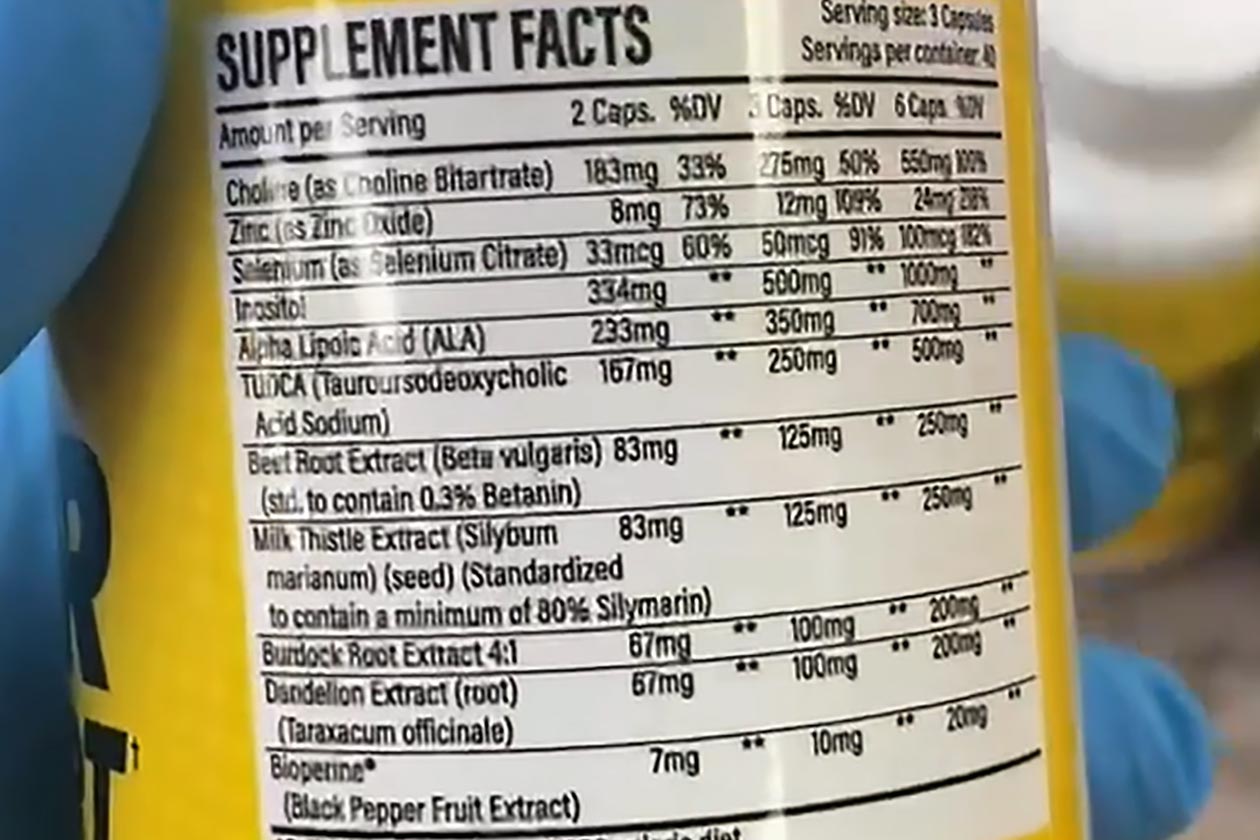 SUPPLEMENT FACTS
Serving size: 3 Capsules
Servings per container: 40
Amount per Serving 2 Caps. %DV 3 Caps. %DV 6 Caps. %DV
Choline (as Choline Bitartrate) 183mg 33% 275mg 50% 550mg 100%
Zinc (as Zinc Oxide) 8mg 73% 12mg 109% 24mg 218%
Selenium (as Selenium Citrate) 33mcg 60% 50mcg 91% 100mcg 182%
Inositol 334mg ** 500mg ** 1000mg **
Alpha Lipoic Acid (ALA) 233mg ** 350mg ** 700mg **
TUDCA (Tauroursodeoxycholic 167mg ** 250mg ** 500mg **
Acid Sodium)
Beet Root Extract (Beta vulgaris) 83mg ** 125mg ** 250mg **
(std. to contain 0.3% Betanin)
Milk Thistle Extract (Silybum 83mg ** 125mg ** 250mg **
marianum) (seed) (Standardized
to contain a minimum of 80% Silymarin)
Burdock Root Extract 4:1 67mg ** 100mg ** 200mg **
Dandelion Extract (root) 67mg ** 100mg ** 200mg **
(Taraxacum officinale)
Bioperine® 7mg ** 10mg ** 20mg **
(Black Pepper Fruit Extract)
diet
R
T†